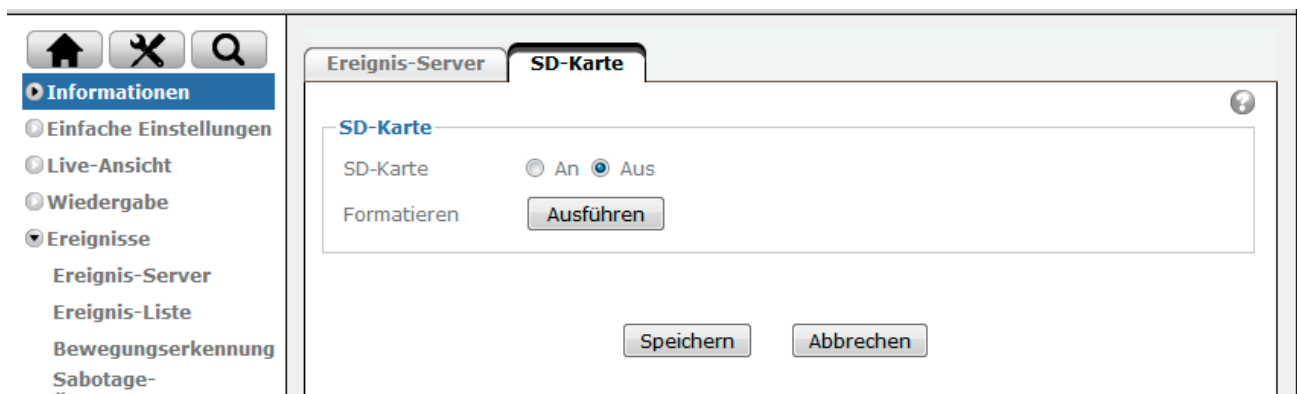 Informationen
Einfache Einstellungen
Live-Ansicht
Wiedergabe
Ereignisse
Ereignis-Server
Ereignis-Liste
Bewegungserkennung
Sabotage-
Ereignis-Server SD-Karte
SD-Karte
SD-Karte An Aus
Formatieren Ausführen
Speichern Abbrechen